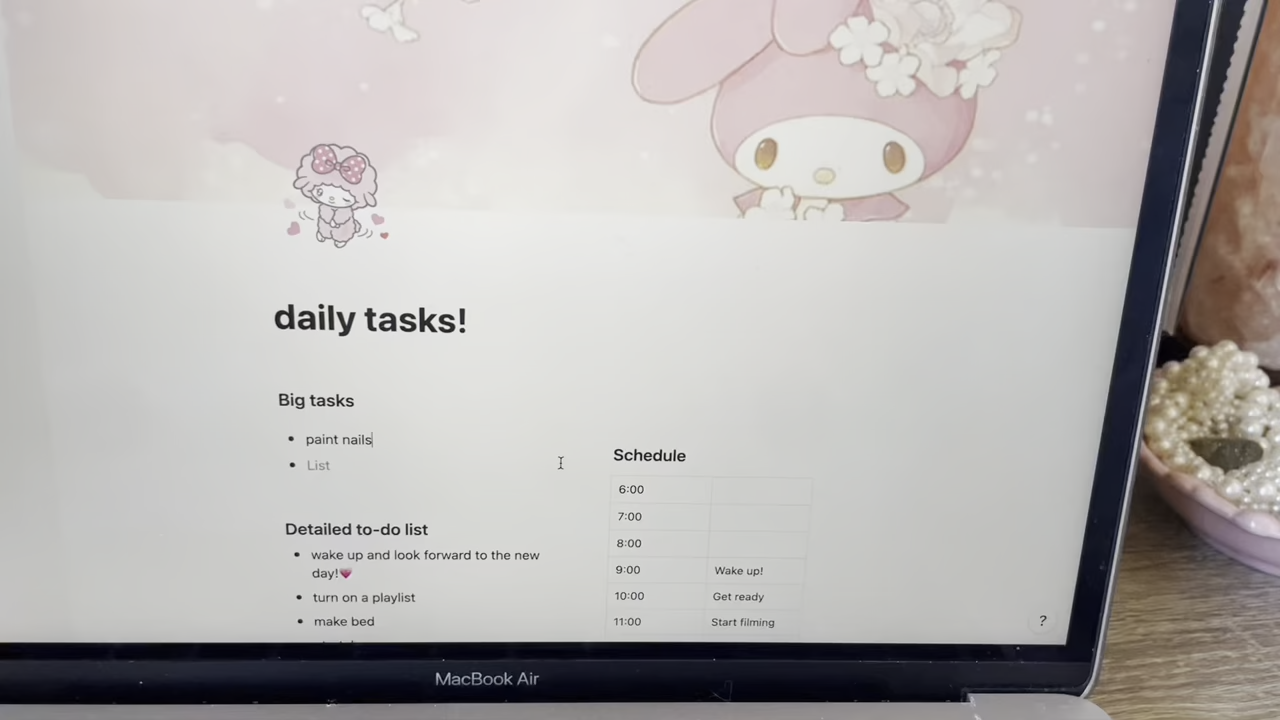 daily tasks!
Big tasks
• paint nails
• List
Detailed to-do list
• wake up and look forward to the new
day!💗
• turn on a playlist
• make bed
Schedule
6:00
7:00
8:00
9:00 Wake up!
10:00 Get ready
11:00 Start filming
?
MacBook Air